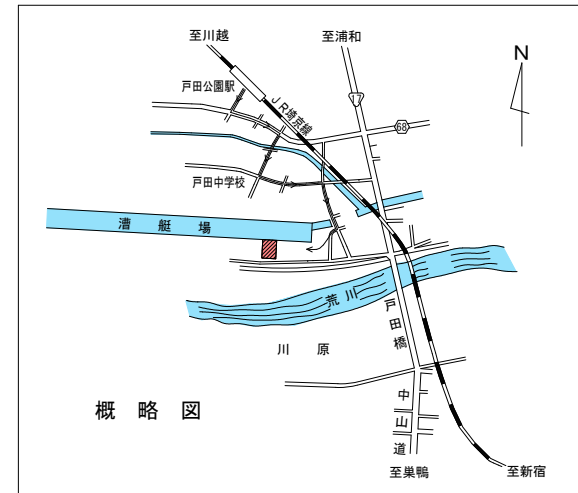 至川越
至浦和
N
戸田公園駅
JR埼京線
17
68
戸田中学校
漕艇場
荒川
戸田橋
川原
概略図
中山道
至巣鴨
至新宿